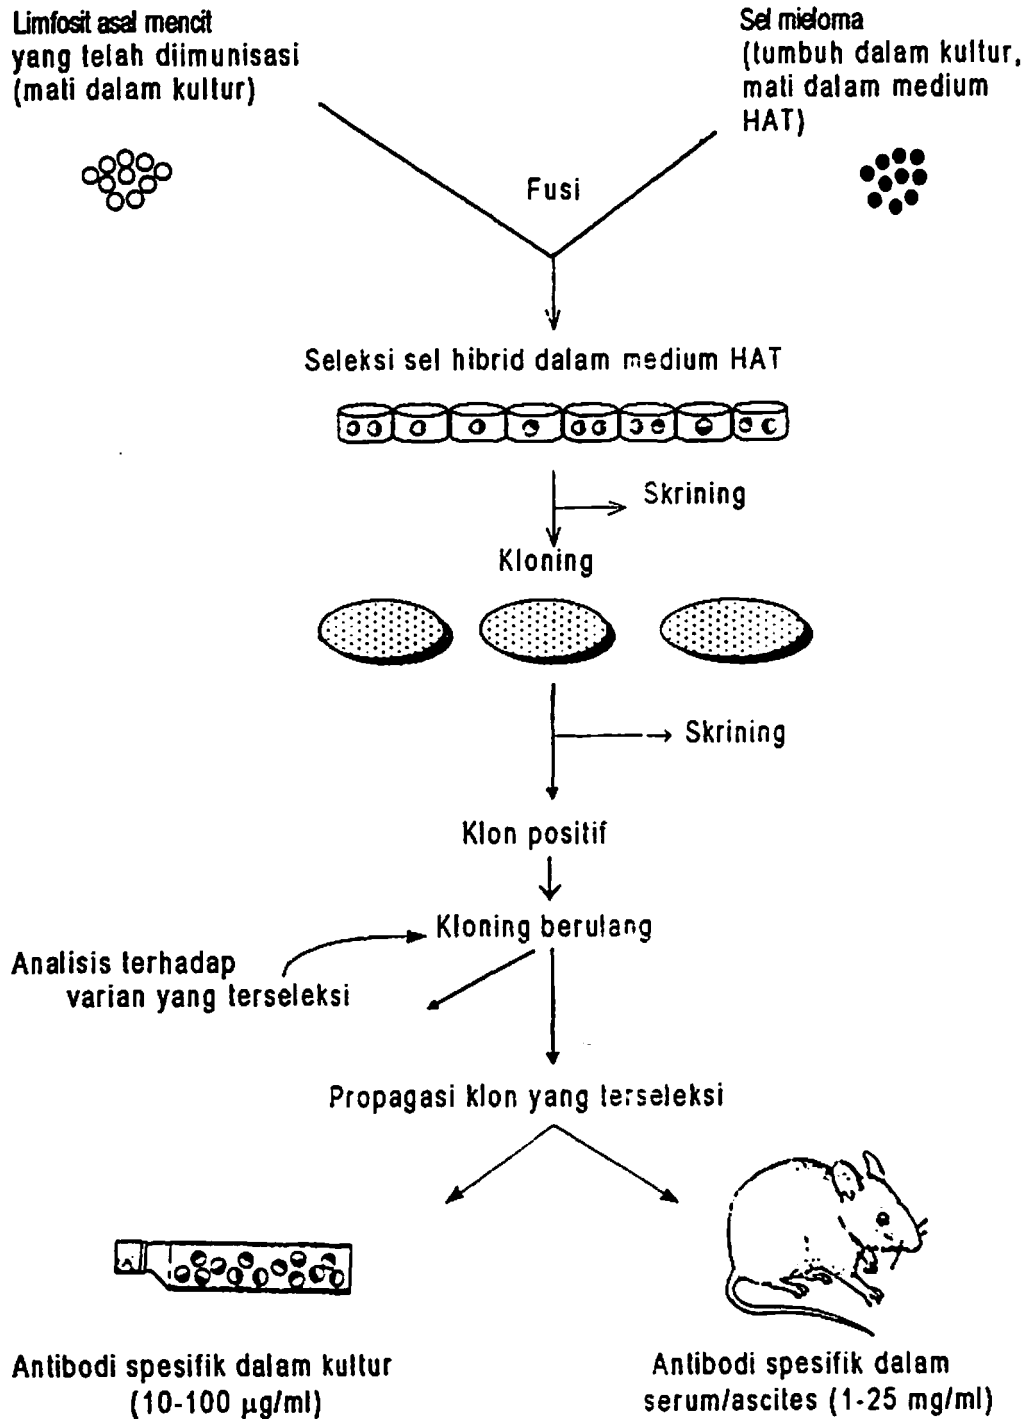 Limfosit asal mencit
yang telah diimunisasi
(mati dalam kultur)
Sel mieloma
(tumbuh dalam kultur,
mati dalam medium
HAT)
Fusi
Seleksi sel hibrid dalam medium HAT
Skrining
Kloning
Skrining
Klon positif
Kloning berulang
Analisis terhadap
varian yang terseleksi
Propagasi klon yang terseleksi
Antibodi spesifik dalam kultur
(10-100 µg/ml)
Antibodi spesifik dalam
serum/ascites (1-25 mg/ml)